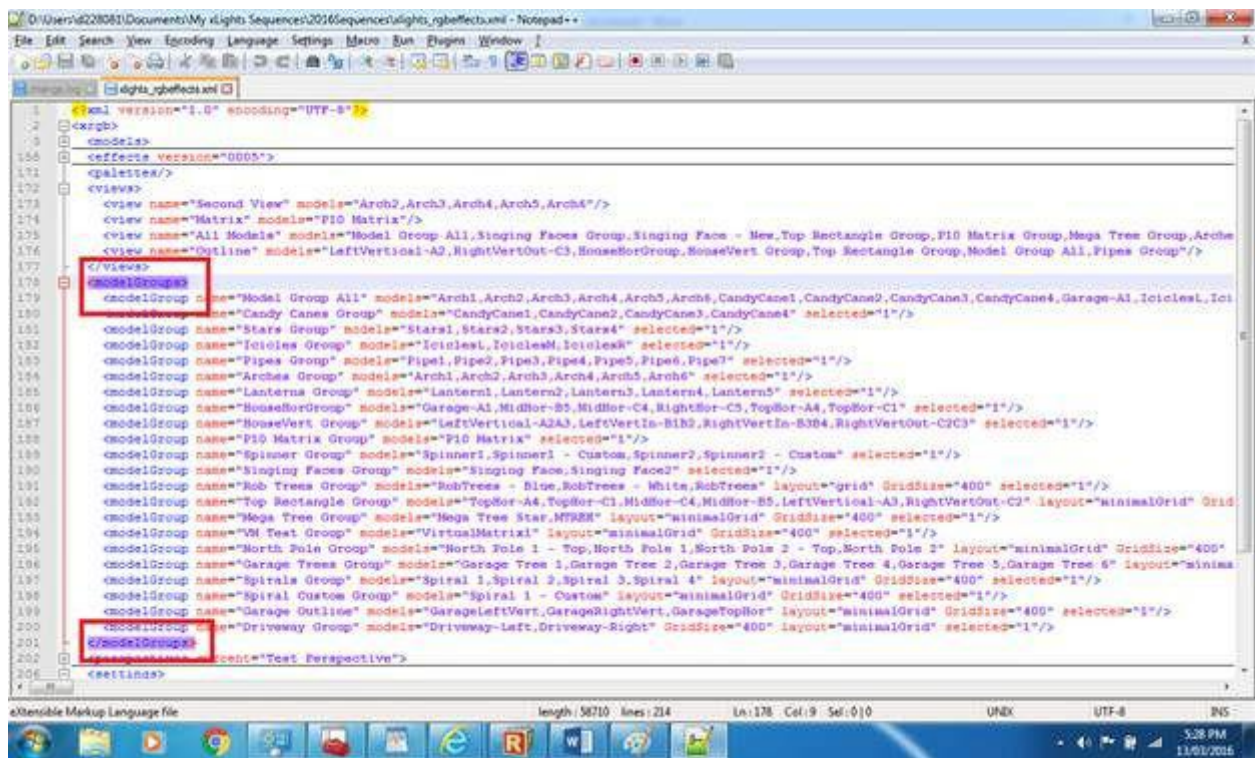 D:\Users\d228081\Documents\My xLights Sequences\2016Sequences\xlights_rgbeffects.xml - Notepad++
File Edit Search View Encoding Language Settings Macro Run Plugins Window ?
xlights_rgbeffects.xml
1 <?xml version="1.0" encoding="UTF-8"?>
2 <xrgb>
3 <models>
<effects version="0005">
171 <palettes/>
172 <views>
173 <view name="Second View" models="Arch2,Arch3,Arch4,Arch5,Arch6"/>
174 <view name="Matrix" models="P10 Matrix"/>
175 <view name="All Models" models="Model Group All,Singing Faces Group,Singing Face - New,Top Rectangle Group,P10 Matrix Group,Mega Tree Group,Arche
176 <view name="Outline" models="LeftVertical-A2,RightVertOut-C3,HouseHorGroup,HouseVert Group,Top Rectangle Group,Model Group All,Pipes Group"/>
177 </views>
178 <modelGroups>
179 <modelGroup name="Model Group All" models="Arch1,Arch2,Arch3,Arch4,Arch5,Arch6,CandyCane1,CandyCane2,CandyCane3,CandyCane4,Garage-A1,IciclesL,Ici
180 <modelGroup name="Candy Canes Group" models="CandyCane1,CandyCane2,CandyCane3,CandyCane4" selected="1"/>
181 <modelGroup name="Stars Group" models="Stars1,Stars2,Stars3,Stars4" selected="1"/>
182 <modelGroup name="Icicles Group" models="IciclesL,IciclesM,IciclesR" selected="1"/>
183 <modelGroup name="Pipes Group" models="Pipe1,Pipe2,Pipe3,Pipe4,Pipe5,Pipe6,Pipe7" selected="1"/>
184 <modelGroup name="Arches Group" models="Arch1,Arch2,Arch3,Arch4,Arch5,Arch6" selected="1"/>
185 <modelGroup name="Lanterns Group" models="Lantern1,Lantern2,Lantern3,Lantern4,Lantern5" selected="1"/>
186 <modelGroup name="HouseHorGroup" models="Garage-A1,MidHor-B5,MidHor-C4,RightHor-C5,TopHor-A4,TopHor-C1" selected="1"/>
187 <modelGroup name="HouseVert Group" models="LeftVertical-A2A3,LeftVertIn-B1B2,RightVertIn-B3B4,RightVertOut-C2C3" selected="1"/>
188 <modelGroup name="P10 Matrix Group" models="P10 Matrix" selected="1"/>
189 <modelGroup name="Spinner Group" models="Spinner1,Spinner1 - Custom,Spinner2,Spinner2 - Custom" selected="1"/>
190 <modelGroup name="Singing Faces Group" models="Singing Face,Singing Face2" selected="1"/>
191 <modelGroup name="Rob Trees Group" models="RobTrees - Blue,RobTrees - White,RobTrees" layout="grid" GridSize="400" selected="1"/>
192 <modelGroup name="Top Rectangle Group" models="TopHor-A4,TopHor-C1,MidHor-C4,MidHor-B5,LeftVertical-A3,RightVertOut-C2" layout="minimalGrid" Grid
193 <modelGroup name="Mega Tree Group" models="Mega Tree Star,MTREE" layout="minimalGrid" GridSize="400" selected="1"/>
194 <modelGroup name="VM Test Group" models="VirtualMatrix1" layout="minimalGrid" GridSize="400" selected="1"/>
195 <modelGroup name="North Pole Group" models="North Pole 1 - Top,North Pole 1,North Pole 2 - Top,North Pole 2" layout="minimalGrid" GridSize="400"
196 <modelGroup name="Garage Trees Group" models="Garage Tree 1,Garage Tree 2,Garage Tree 3,Garage Tree 4,Garage Tree 5,Garage Tree 6" layout="minima
197 <modelGroup name="Spirals Group" models="Spiral 1,Spiral 2,Spiral 3,Spiral 4" layout="minimalGrid" GridSize="400" selected="1"/>
198 <modelGroup name="Spiral Custom Group" models="Spiral 1 - Custom" layout="minimalGrid" GridSize="400" selected="1"/>
199 <modelGroup name="Garage Outline" models="GarageLeftVert,GarageRightVert,GarageTopHor" layout="minimalGrid" GridSize="400" selected="1"/>
200 <modelGroup name="Driveway Group" models="Driveway-Left,Driveway-Right" GridSize="400" layout="minimalGrid" selected="1"/>
201 </modelGroups>
202 <perspectives current="Test Perspective">
206 <settings>
eXtensible Markup Language file length : 58710 lines : 214 Ln : 178 Col : 9 Sel : 0 | 0 UNIX UTF-8 INS
5:28 PM
13/03/2016